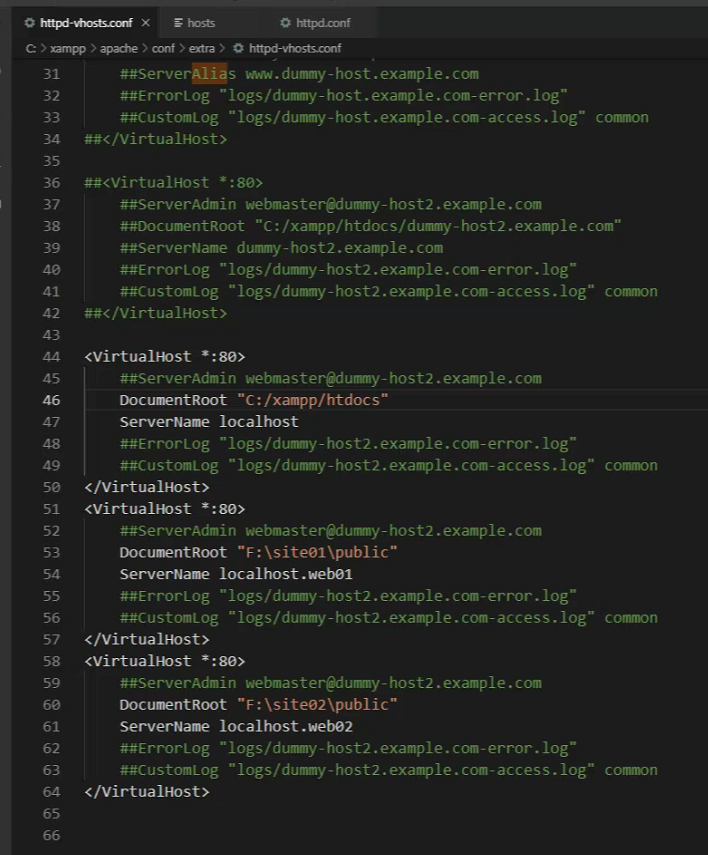 httpd-vhosts.conf × hosts httpd.conf
C: > xampp > apache > conf > extra > httpd-vhosts.conf
31 ##ServerAlias www.dummy-host.example.com
32 ##ErrorLog "logs/dummy-host.example.com-error.log"
33 ##CustomLog "logs/dummy-host.example.com-access.log" common
34 ##</VirtualHost>
35
36 ##<VirtualHost *:80>
37 ##ServerAdmin webmaster@dummy-host2.example.com
38 ##DocumentRoot "C:/xampp/htdocs/dummy-host2.example.com"
39 ##ServerName dummy-host2.example.com
40 ##ErrorLog "logs/dummy-host2.example.com-error.log"
41 ##CustomLog "logs/dummy-host2.example.com-access.log" common
42 ##</VirtualHost>
43
44 <VirtualHost *:80>
45 ##ServerAdmin webmaster@dummy-host2.example.com
46 DocumentRoot "C:/xampp/htdocs"
47 ServerName localhost
48 ##ErrorLog "logs/dummy-host2.example.com-error.log"
49 ##CustomLog "logs/dummy-host2.example.com-access.log" common
50 </VirtualHost>
51 <VirtualHost *:80>
52 ##ServerAdmin webmaster@dummy-host2.example.com
53 DocumentRoot "F:\site01\public"
54 ServerName localhost.web01
55 ##ErrorLog "logs/dummy-host2.example.com-error.log"
56 ##CustomLog "logs/dummy-host2.example.com-access.log" common
57 </VirtualHost>
58 <VirtualHost *:80>
59 ##ServerAdmin webmaster@dummy-host2.example.com
60 DocumentRoot "F:\site02\public"
61 ServerName localhost.web02
62 ##ErrorLog "logs/dummy-host2.example.com-error.log"
63 ##CustomLog "logs/dummy-host2.example.com-access.log" common
64 </VirtualHost>
65
66